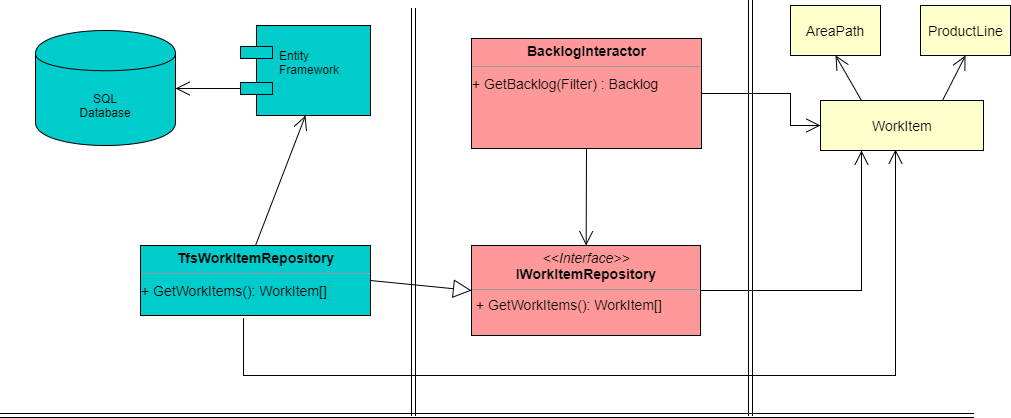 SQL
Database
Entity
Framework
TfsWorkItemRepository
+ GetWorkItems(): WorkItem[]
BacklogInteractor
+ GetBacklog(Filter) : Backlog
<<Interface>>
IWorkItemRepository
+ GetWorkItems(): WorkItem[]
AreaPath
ProductLine
WorkItem